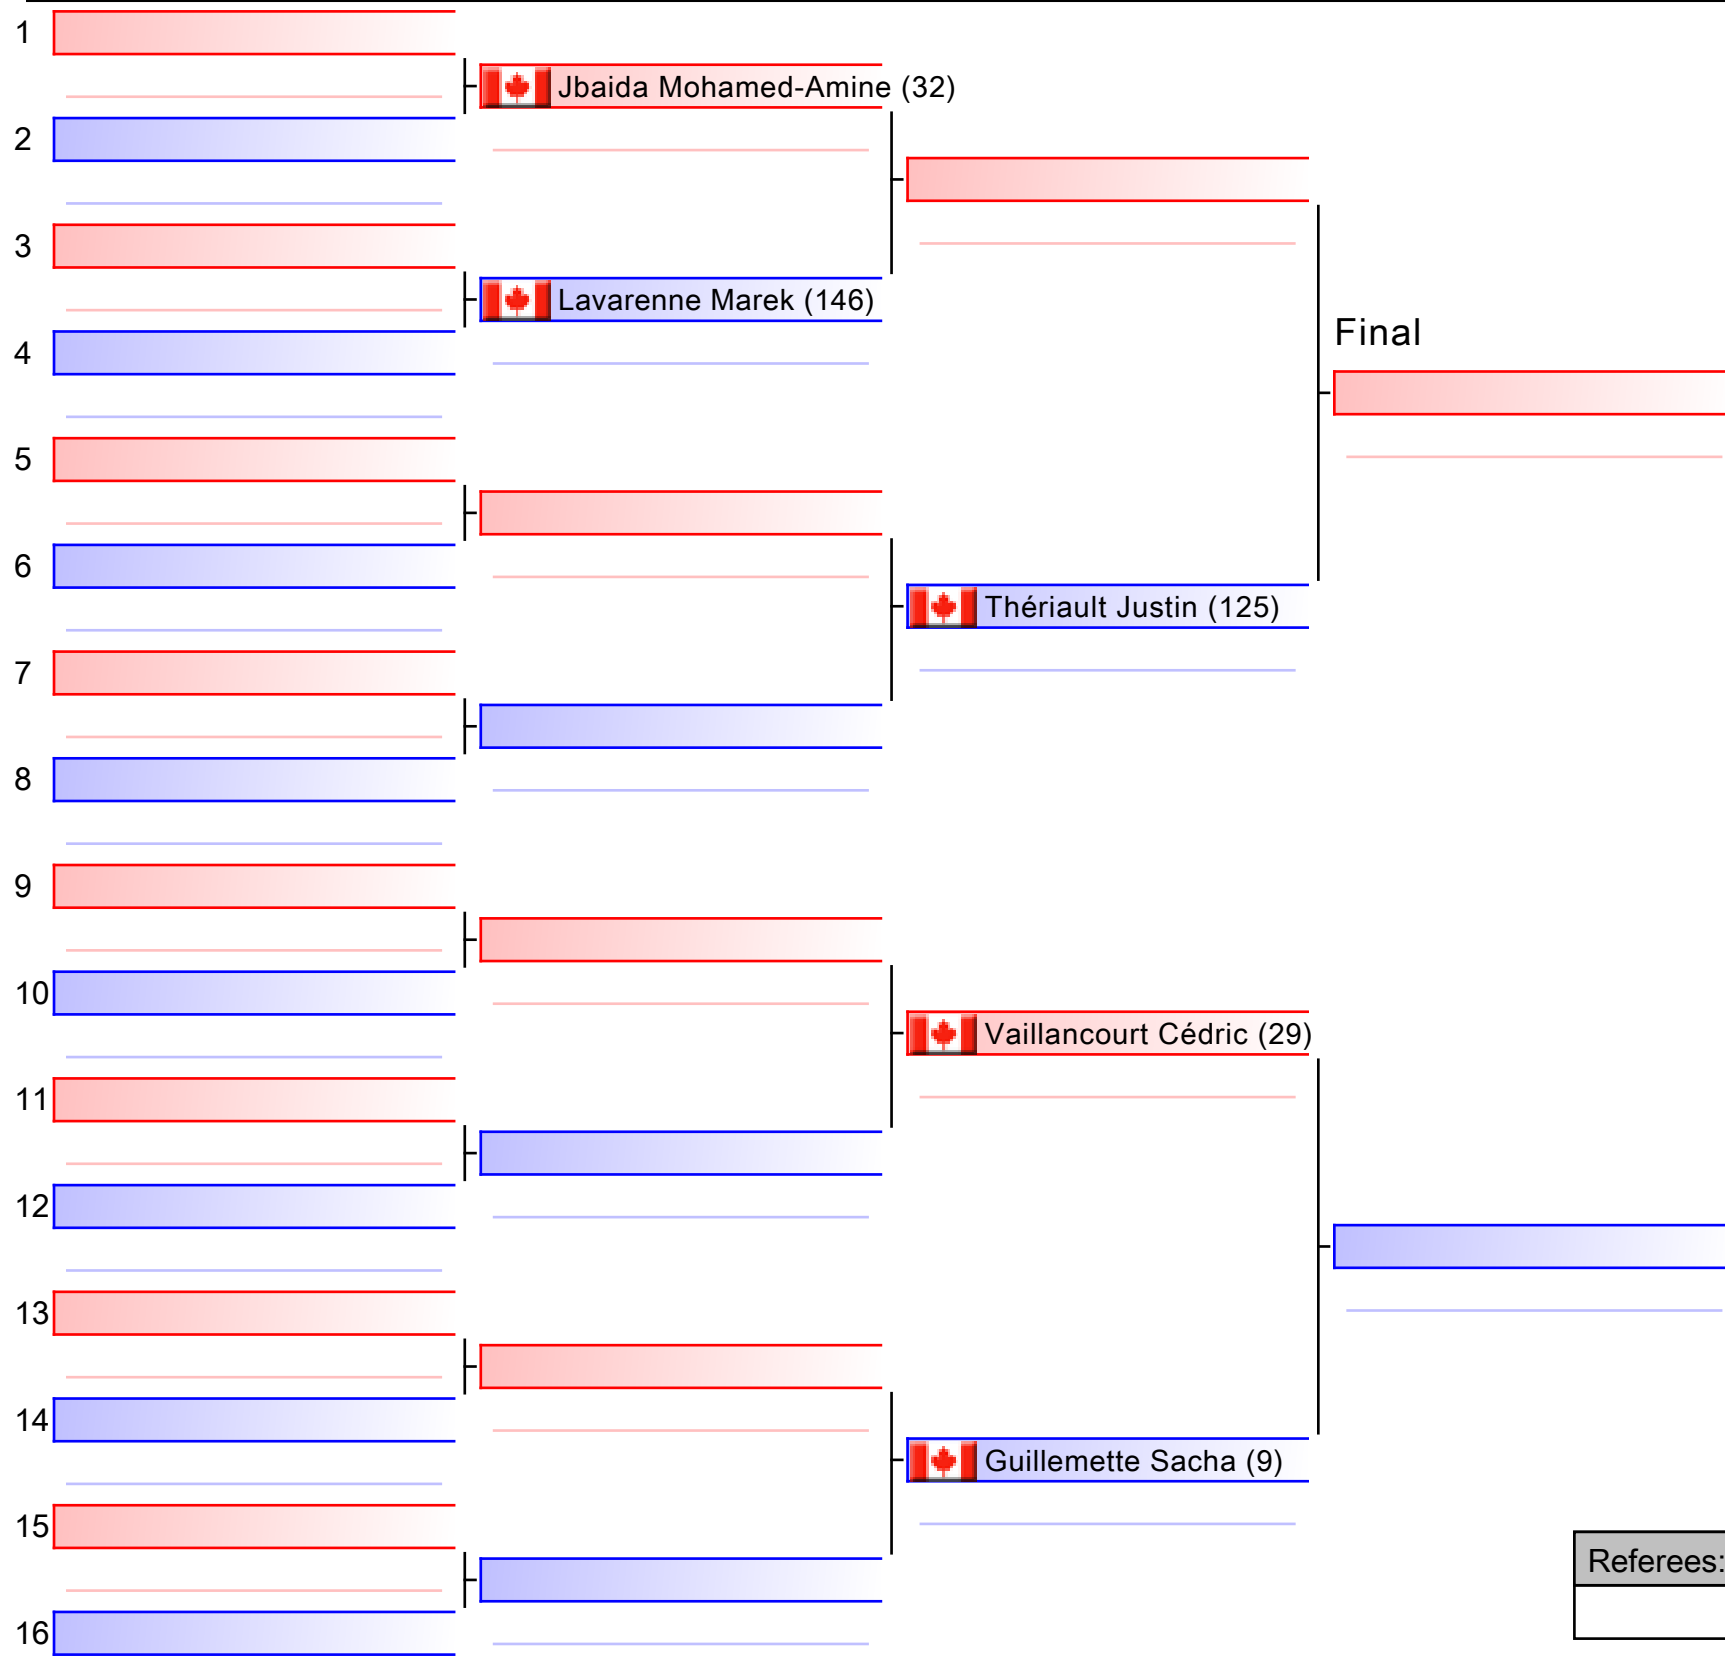 1
Jbaida Mohamed-Amine (32)
2
3
Lavarenne Marek (146)
Final
4
5
6
Thériault Justin (125)
7
8
9
10
Vaillancourt Cédric (29)
11
12
13
14
Guillemette Sacha (9)
15
Referees:
16